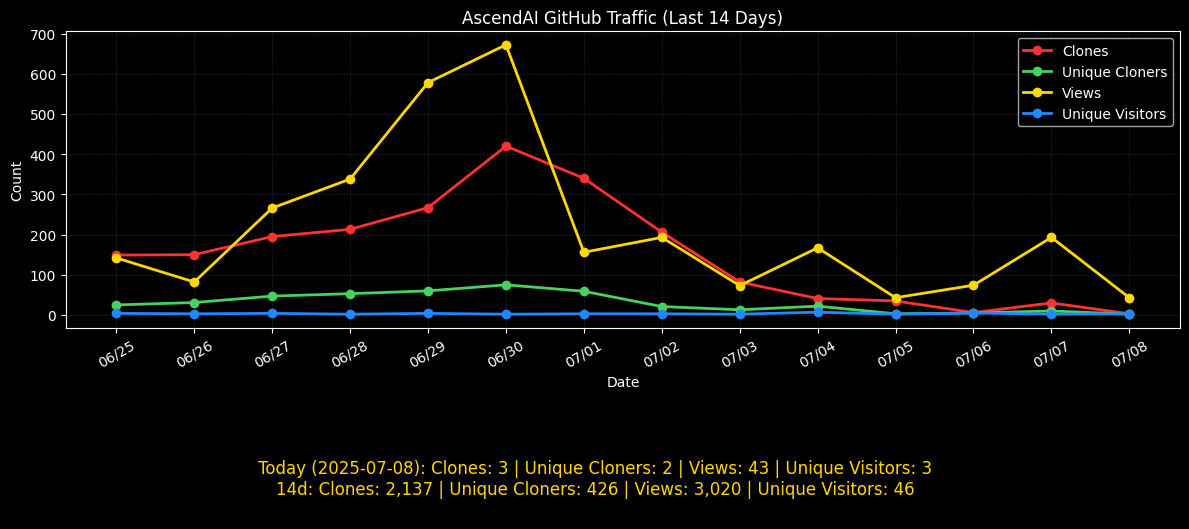 AscendAI GitHub Traffic (Last 14 Days)
700
600
500
400
300
200
100
0
Count
Clones
Unique Cloners
Views
Unique Visitors
06/25
06/26
06/27
06/28
06/29
06/30
07/01
07/02
07/03
07/04
07/05
07/06
07/07
07/08
Date
Today (2025-07-08): Clones: 3 | Unique Cloners: 2 | Views: 43 | Unique Visitors: 3
14d: Clones: 2,137 | Unique Cloners: 426 | Views: 3,020 | Unique Visitors: 46